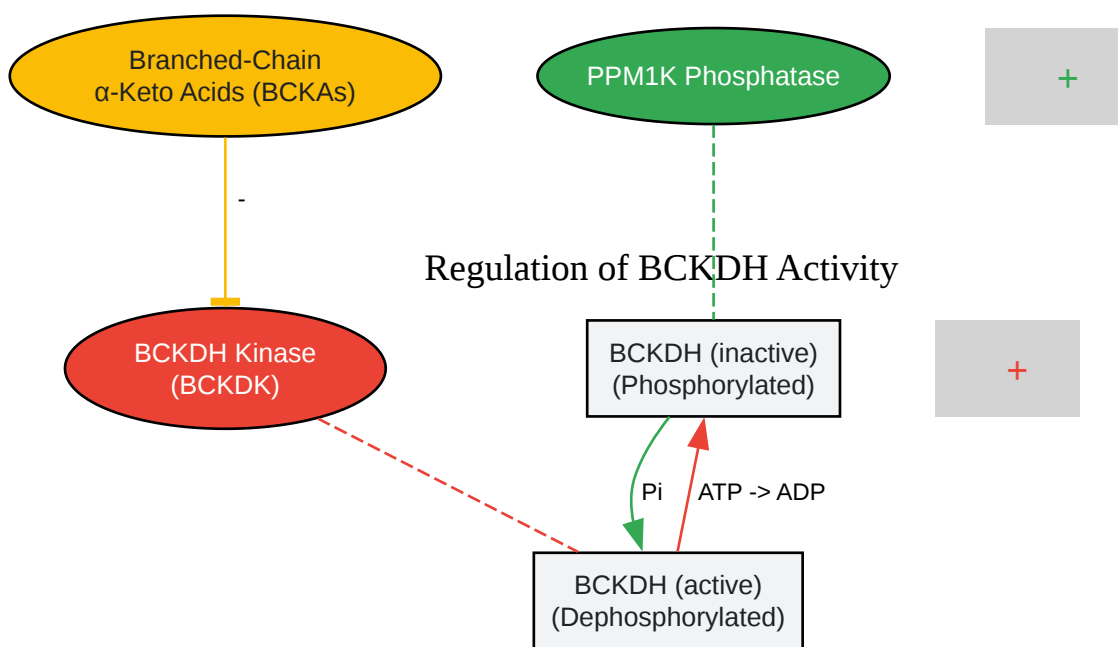 Branched-Chain
α-Keto Acids (BCKAs)
PPM1K Phosphatase
+
-
Regulation of BCKDH Activity
BCKDH Kinase
(BCKDK)
BCKDH (inactive)
(Phosphorylated)
+
Pi
ATP -> ADP
BCKDH (active)
(Dephosphorylated)